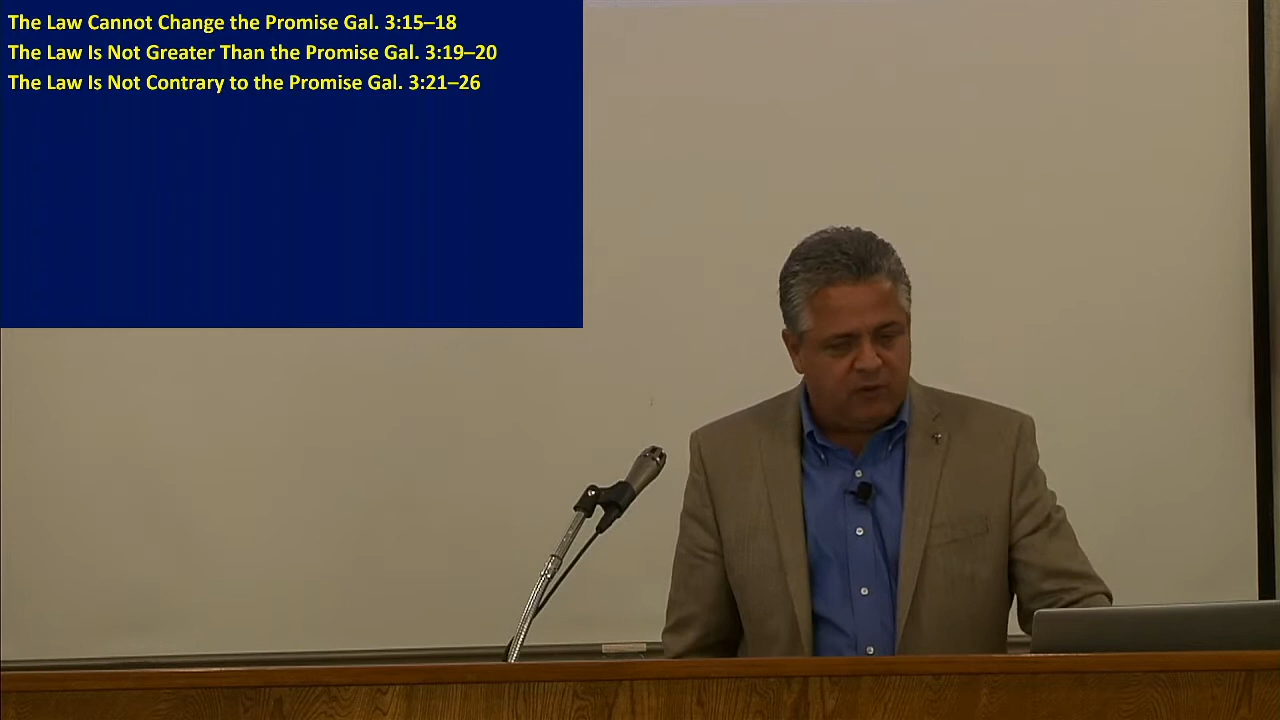 The Law Cannot Change the Promise Gal. 3:15–18
The Law Is Not Greater Than the Promise Gal. 3:19–20
The Law Is Not Contrary to the Promise Gal. 3:21–26